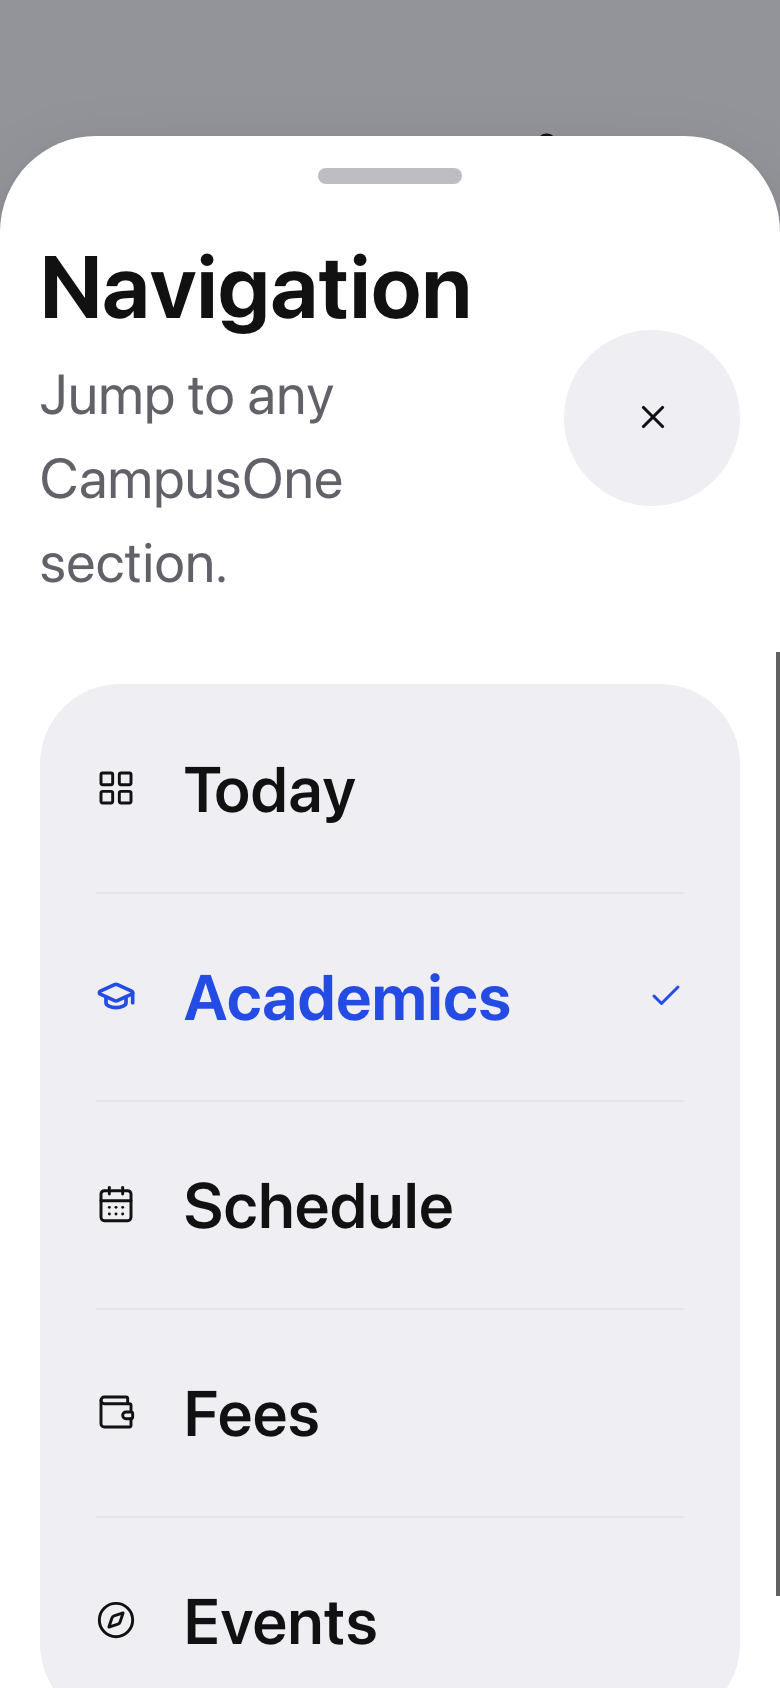 Navigation
Jump to any
CampusOne
section.
Today
Academics
Schedule
Fees
Events